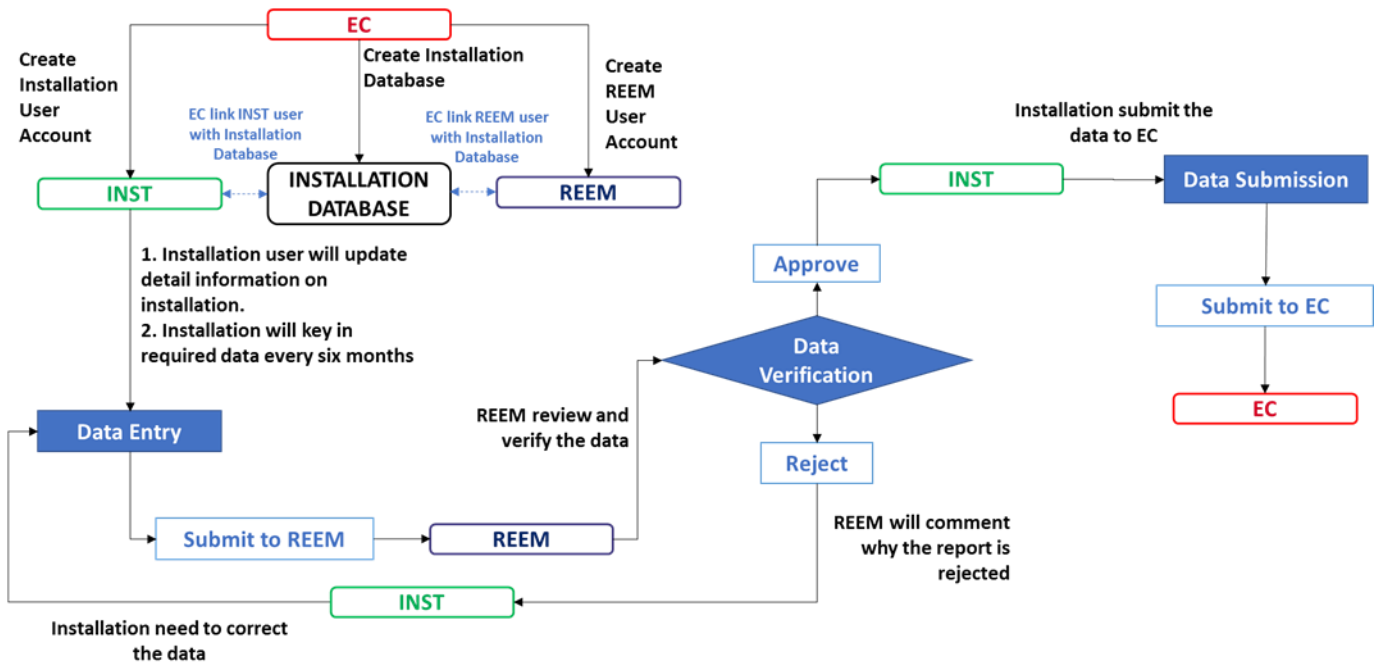 EC
Create
Installation
User
Account
Create Installation
Database
Create
REEM
User
Account
EC link INST user
with Installation
Database
EC link REEM user
with Installation
Database
INST
INSTALLATION
DATABASE
REEM
1. Installation user will update
detail information on
installation.
2. Installation will key in
required data every six months
Data Entry
Submit to REEM
REEM
REEM review and
verify the data
Data
Verification
Approve
INST
Installation submit the
data to EC
Data Submission
Submit to EC
EC
Reject
REEM will comment
why the report is
rejected
INST
Installation need to correct
the data